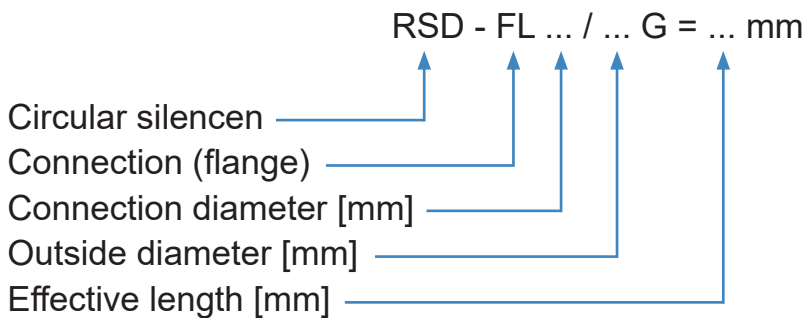 RSD - FL ... / ... G = ... mm
Circular silencen
Connection (flange)
Connection diameter [mm]
Outside diameter [mm]
Effective length [mm]